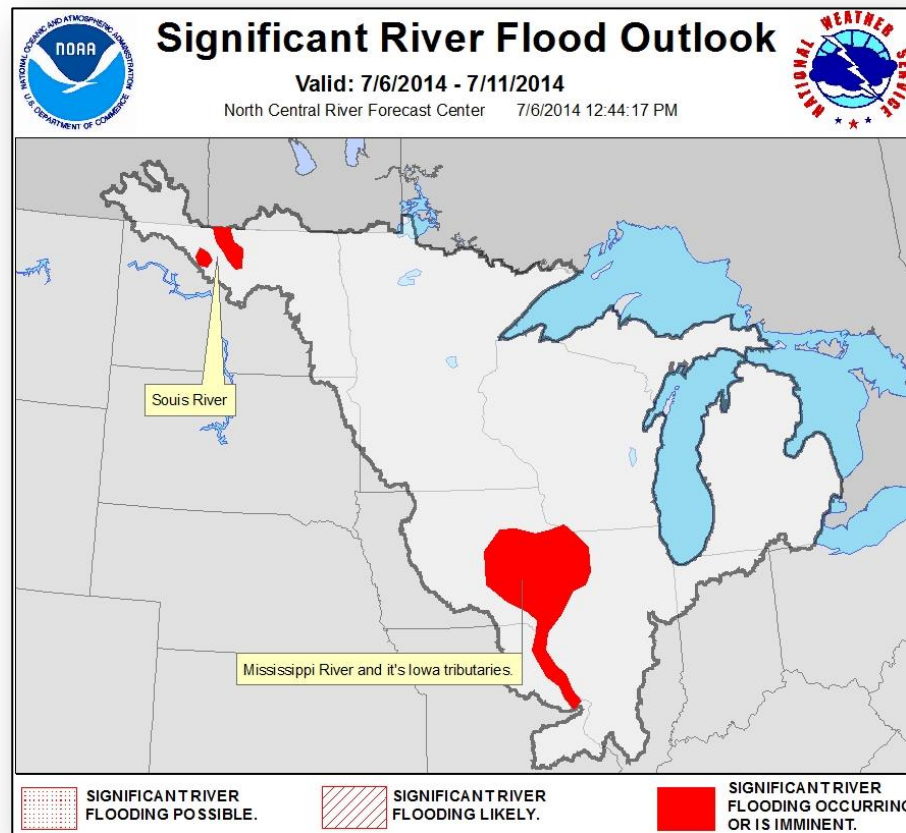 NATIONAL OCEANIC AND ATMOSPHERIC ADMINISTRATION
NOAA
U.S. DEPARTMENT OF COMMERCE
Significant River Flood Outlook
Valid: 7/6/2014 - 7/11/2014
North Central River Forecast Center 7/6/2014 12:44:17 PM
NATIONAL WEATHER SERVICE
Souis River
Mississippi River and it's Iowa tributaries.
SIGNIFICANT RIVER
FLOODING POSSIBLE.
SIGNIFICANT RIVER
FLOODING LIKELY.
SIGNIFICANT RIVER
FLOODING OCCURRING
OR IS IMMINENT.